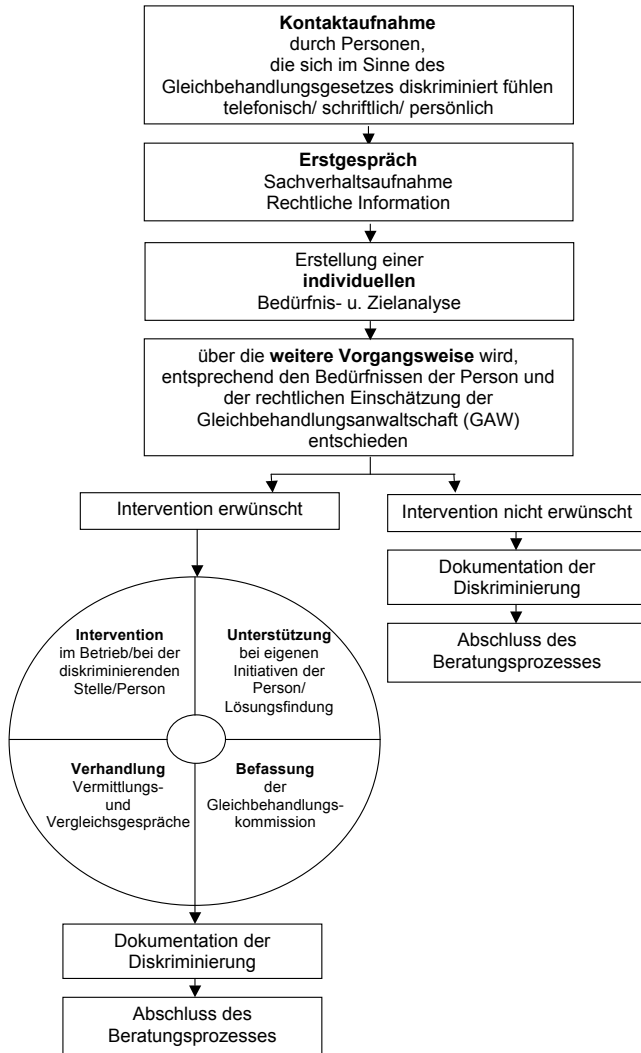 Kontaktaufnahme
durch Personen,
die sich im Sinne des
Gleichbehandlungsgesetzes diskriminiert fühlen
telefonisch/ schriftlich/ persönlich
Erstgespräch
Sachverhaltsaufnahme
Rechtliche Information
Erstellung einer
individuellen
Bedürfnis- u. Zielanalyse
über die weitere Vorgangsweise wird,
entsprechend den Bedürfnissen der Person und
der rechtlichen Einschätzung der
Gleichbehandlungsanwaltschaft (GAW)
entschieden
Intervention erwünscht
Intervention
im Betrieb/bei der
diskriminierenden
Stelle/Person
Unterstützung
bei eigenen
Initiativen der
Person/
Lösungsfindung
Verhandlung
Vermittlungs-
und
Vergleichsgespräche
Befassung
der
Gleichbehandlungs-
kommission
Dokumentation der
Diskriminierung
Abschluss des
Beratungsprozesses
Intervention nicht erwünscht
Dokumentation der
Diskriminierung
Abschluss des
Beratungsprozesses